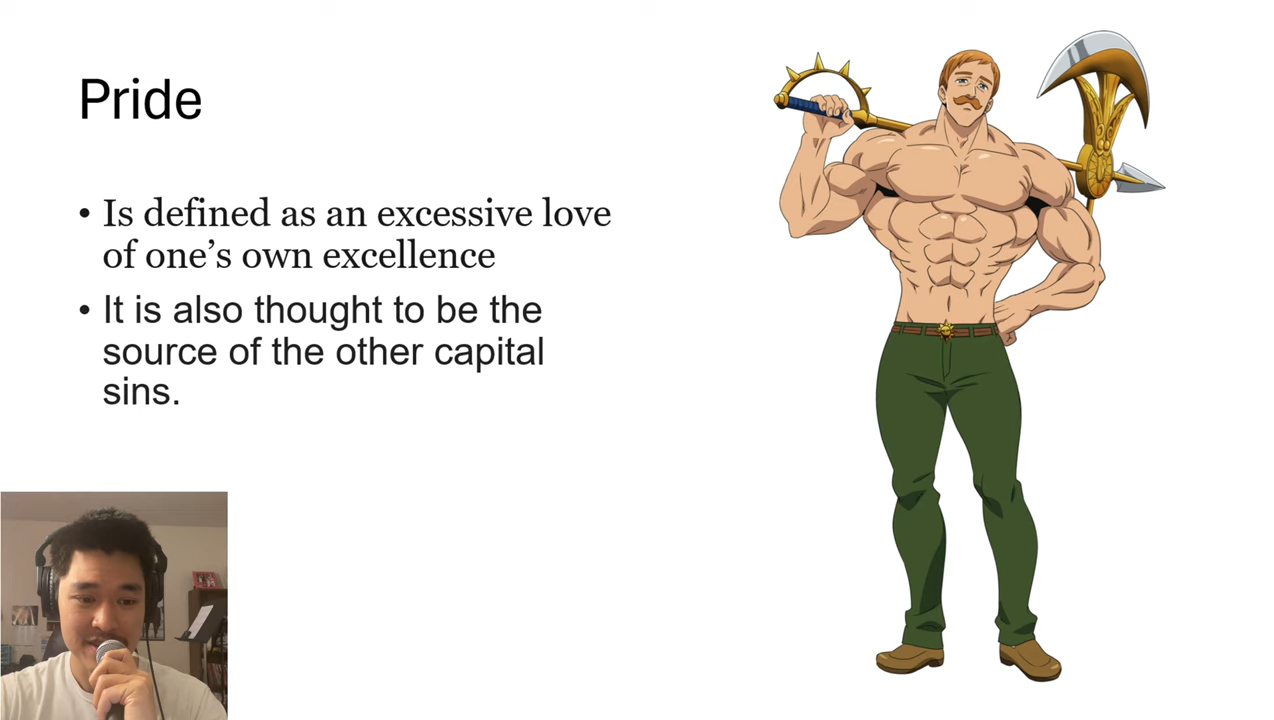 Pride
• Is defined as an excessive love
of one’s own excellence
• It is also thought to be the
source of the other capital
sins.